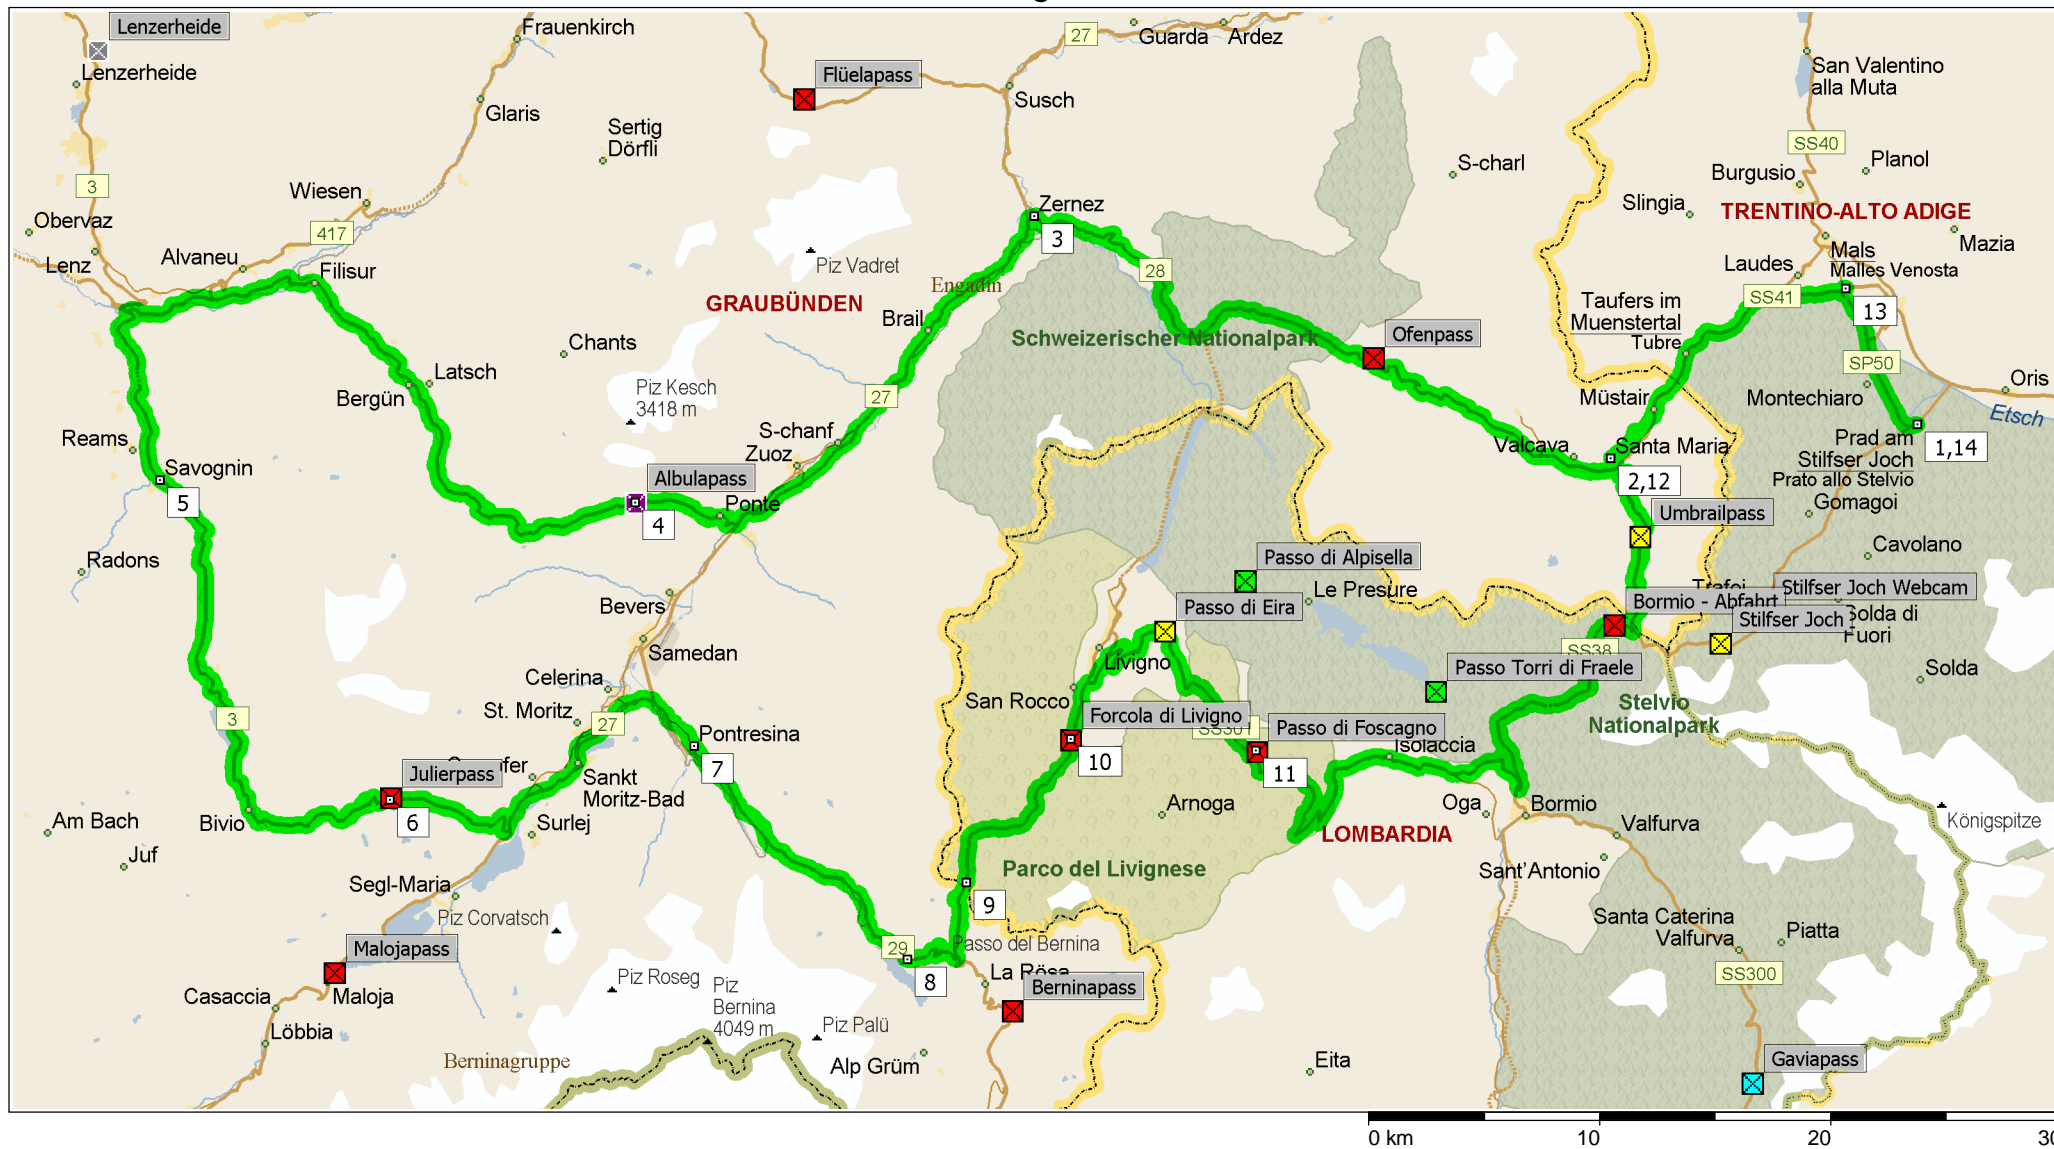 Lenzerheide
Frauenkirch
27
Guarda
Ardez
Lenzerheide
Flüelapass
San Valentino
alla Muta
Susch
Glaris
Sertig
Dörfli
SS40
Planol
S-charl
Burgusio
3
Wiesen
Zernez
Slingia
TRENTINO-ALTO ADIGE
Obervaz
417
3
Mals
Malles Venosta
Mazia
Lenz
Alvaneu
Filisur
Piz Vadret
28
Laudes
Engadin
SS41
GRAUBÜNDEN
Taufers im
Muenstertal
Tubre
13
Brail
Schweizerischer Nationalpark
Ofenpass
Chants
SP50
Latsch
Bergün
Piz Kesch
3418 m
27
Oris
Müstair
Montechiaro
Etsch
Reams
S-chanf
Zuoz
Valcava
Santa Maria
Prad am
Stilfser Joch
Prato allo Stelvio
1,14
Savognin
5
Albulapass
4
Ponte
2,12
Gomagoi
Umbrailpass
Radons
Passo di Alpisella
Cavolano
Le Presure
Trafoi
Stilfser Joch Webcam
Bevers
Passo di Eira
Bormio - Abfahrt
Stilfser Joch
Solda di
Fuori
Samedan
Livigno
SS38
Passo Torri di Fraele
Solda
Celerina
San Rocco
Stelvio
Nationalpark
St. Moritz
27
3
Forcola di Livigno
SS301
Passo di Foscagno
Pontresina
7
10
Isolaccia
11
Julierpass
6
Sankt
Moritz-Bad
Arnoga
Oga
Bormio
Am Bach
Bivio
Surlej
LOMBARDIA
Valfurva
Königspitze
Juf
Parco del Livignese
Sant'Antonio
Segl-Maria
9
Piz Corvatsch
Santa Caterina
Valfurva
Piatta
Malojapass
29
Passo del Bernina
8
La Rösa
SS300
Piz Roseg
Piz
Bernina
4049 m
Berninapass
Casaccia
Maloja
Löbbia
Piz Palü
Berninagruppe
Alp Grüm
Eita
Gaviapass
0 km
10
20